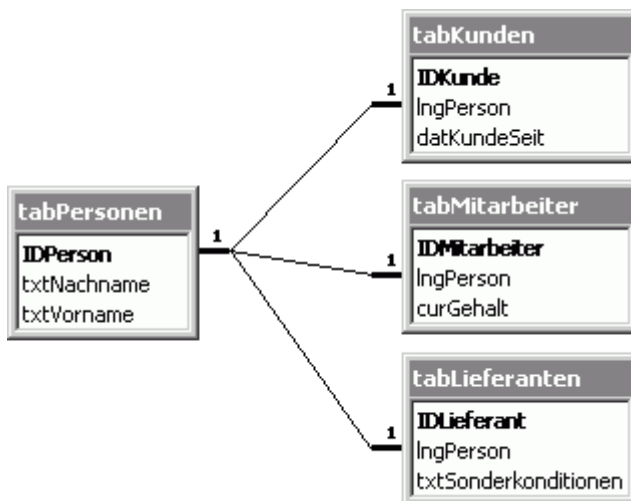 tabKunden
IDKunde
lngPerson
datKundeSeit
1
tabPersonen
IDPerson
txtNachname
txtVorname
1
tabMitarbeiter
IDMitarbeiter
lngPerson
curGehalt
1
tabLieferanten
IDLieferant
lngPerson
txtSonderkonditionen
1